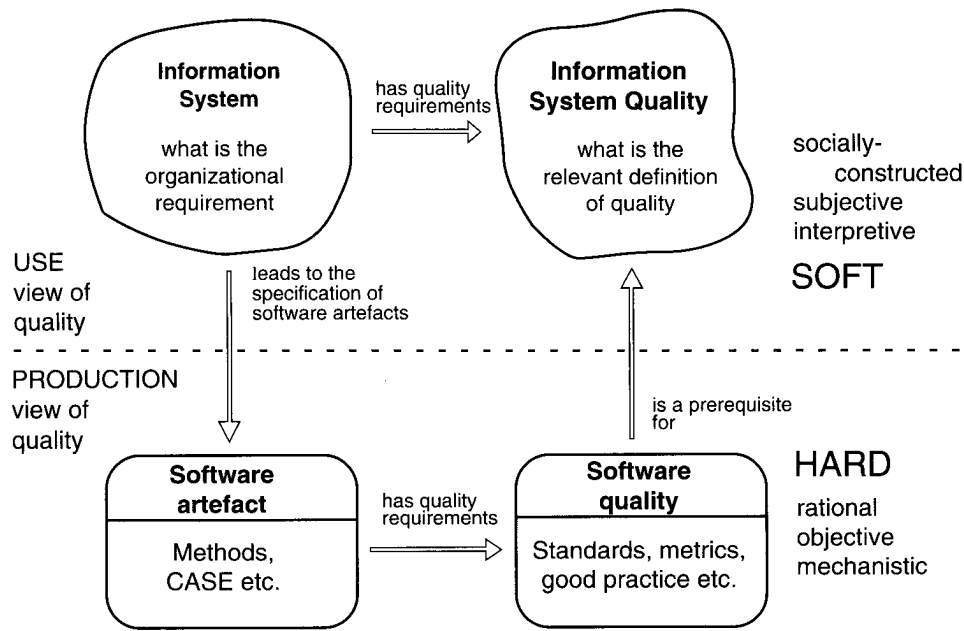 Information
System
what is the
organizational
requirement
has quality
requirements
Information
System Quality
what is the
relevant definition
of quality
socially-
constructed
subjective
interpretive
SOFT
USE
view of
quality
leads to the
specification of
software artefacts
PRODUCTION
view of
quality
is a prerequisite
for
Software
artefact
Methods,
CASE etc.
has quality
requirements
Software
quality
Standards, metrics,
good practice etc.
HARD
rational
objective
mechanistic